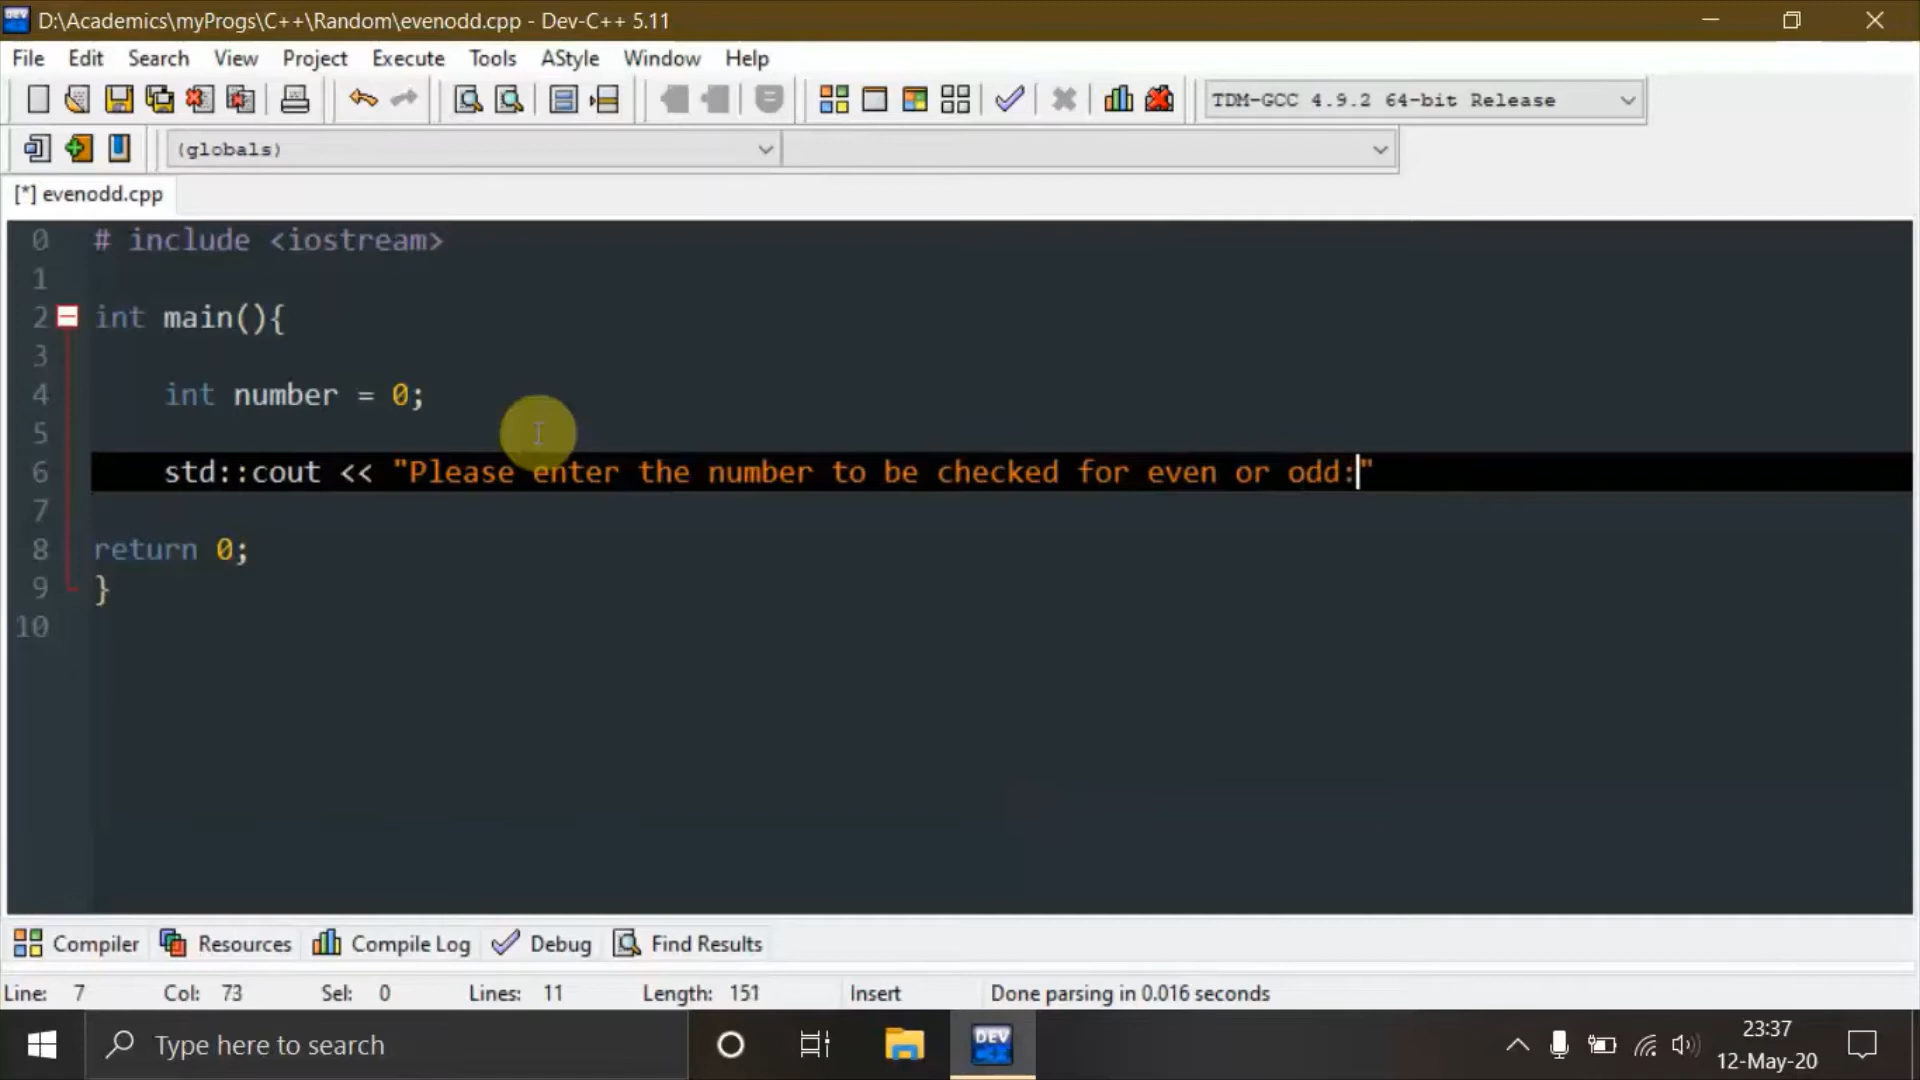 D:\Academics\myProgs\C++\Random\evenodd.cpp - Dev-C++ 5.11
File Edit Search View Project Execute Tools AStyle Window Help
TDM-GCC 4.9.2 64-bit Release
(globals)
[*] evenodd.cpp
0 # include <iostream>
1
2 int main(){
3
4 int number = 0;
5
6 std::cout << "Please enter the number to be checked for even or odd:"
7
8 return 0;
9 }
10
Compiler Resources Compile Log Debug Find Results
Line: 7 Col: 73 Sel: 0 Lines: 11 Length: 151 Insert Done parsing in 0.016 seconds
Type here to search
DEV
23:37
12-May-20